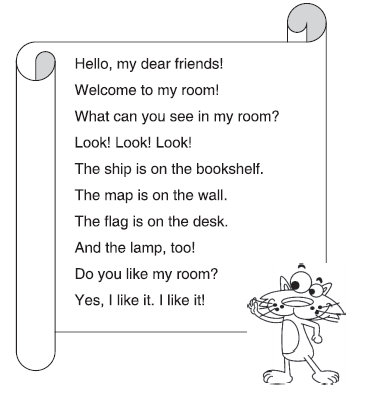 Hello, my dear friends!
Welcome to my room!
What can you see in my room?
Look! Look! Look!
The ship is on the bookshelf.
The map is on the wall.
The flag is on the desk.
And the lamp, too!
Do you like my room?
Yes, I like it. I like it!